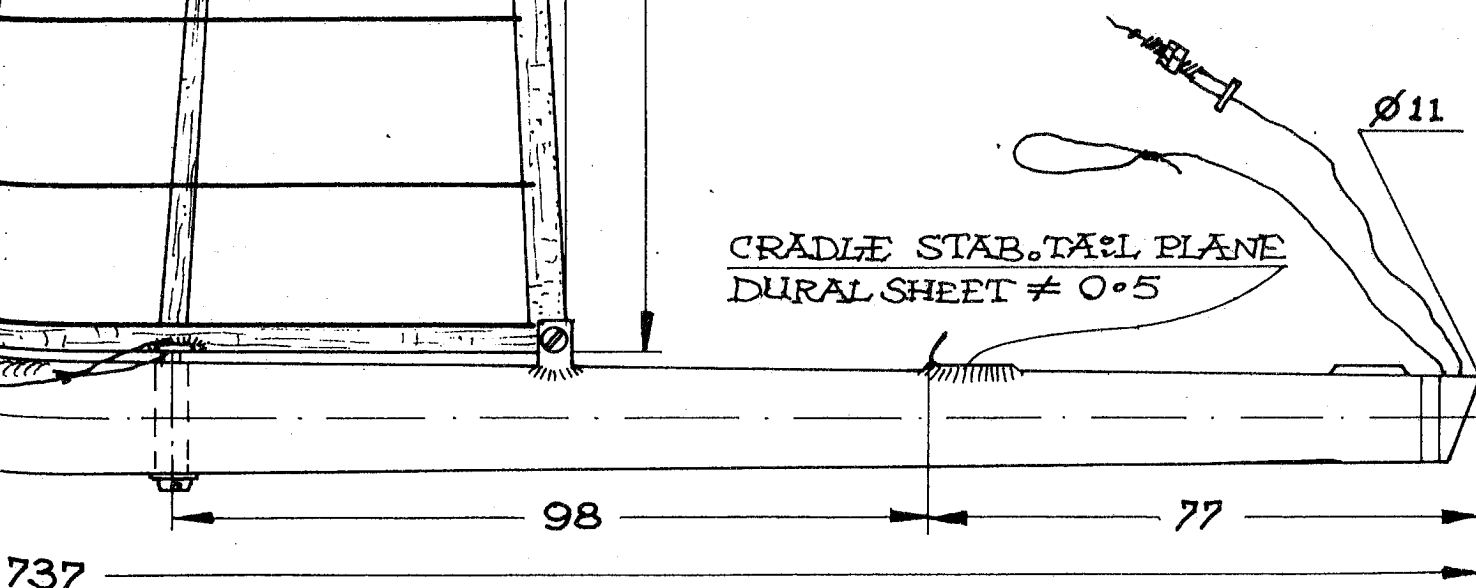 Ø11
CRADLE STAB. TAiL PLANE
DURAL SHEET ≠ 0.5
98
77
737